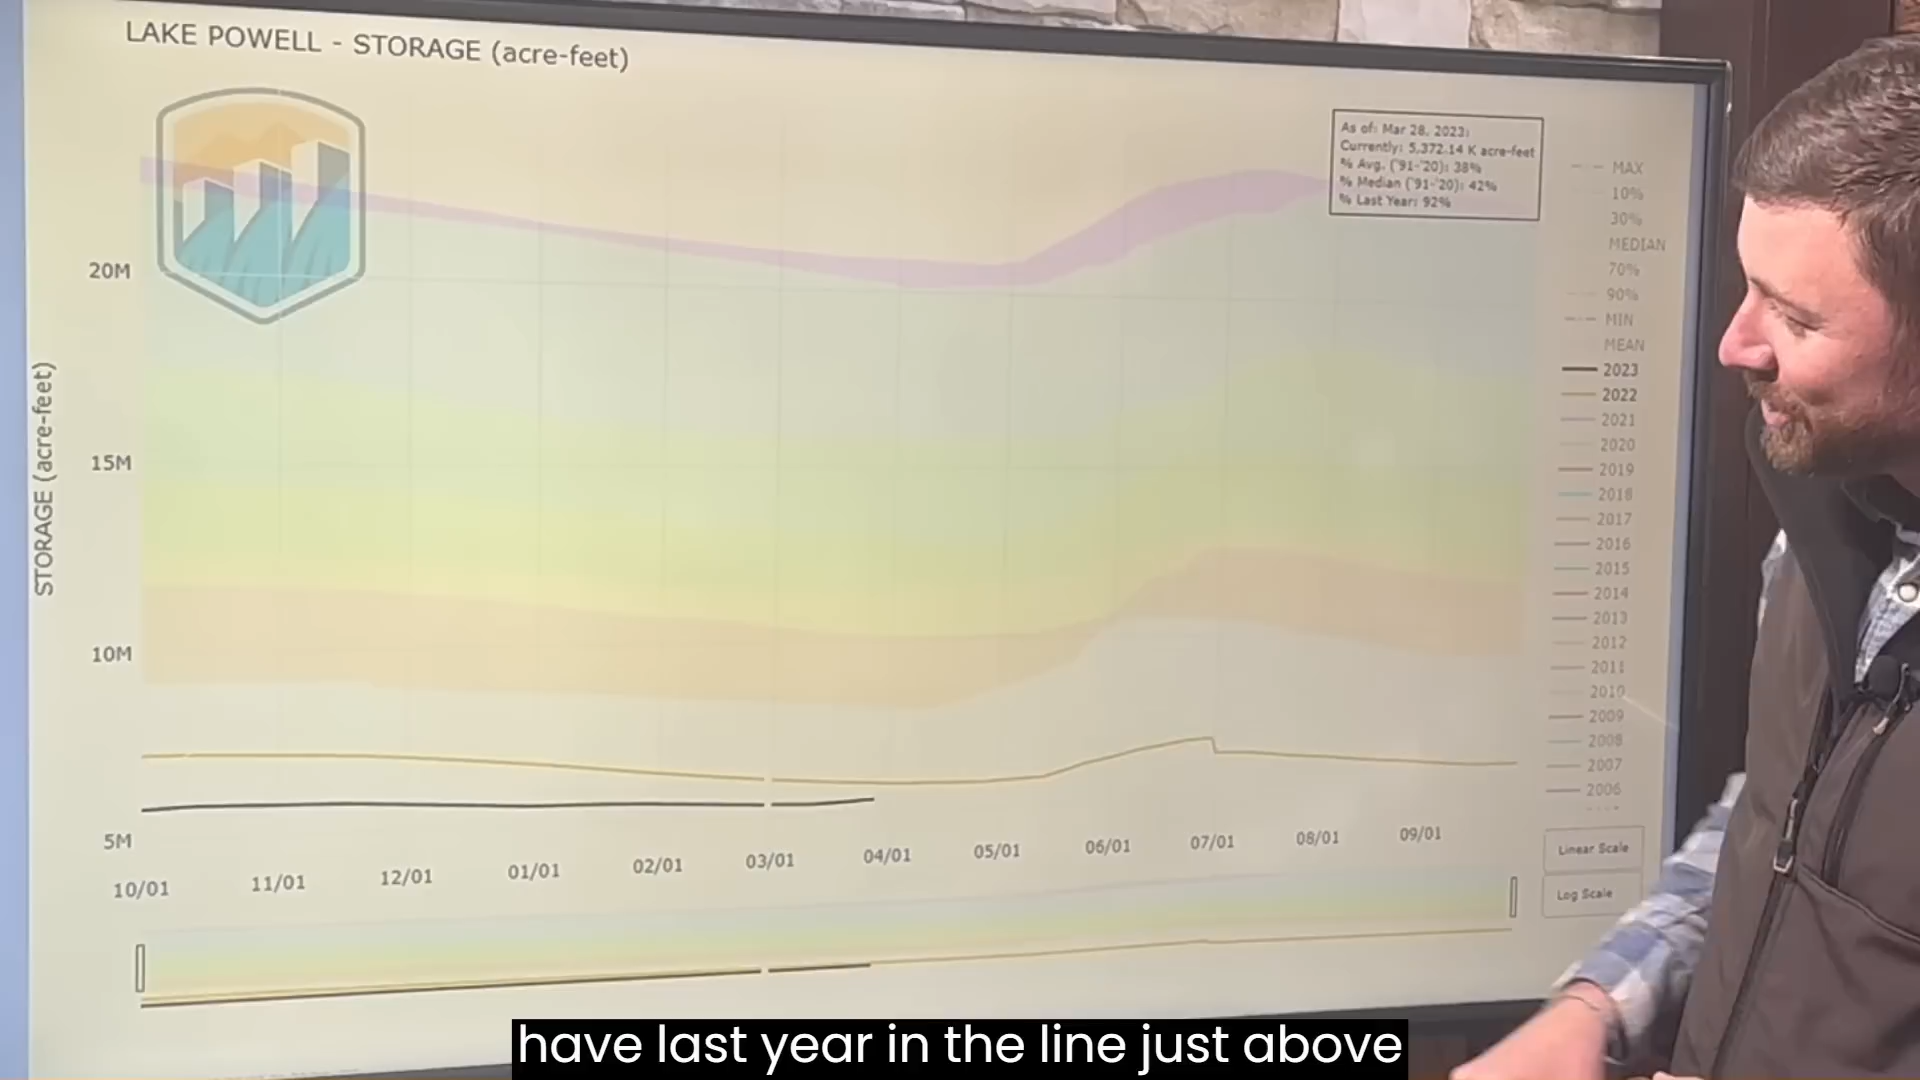 LAKE POWELL - STORAGE (acre-feet)
As of: Mar 28, 2023:
Currently: 5,372.14 K acre-feet
% Avg. ('91-'20): 38%
% Median ('91-'20): 42%
% Last Year: 92%
MAX
10%
30%
MEDIAN
70%
90%
MIN
MEAN
2023
2022
2021
2020
2019
2018
2017
2016
2015
2014
2013
2012
2011
2010
2009
2008
2007
2006
Linear Scale
Log Scale
STORAGE (acre-feet)
20M
15M
10M
5M
10/01 11/01 12/01 01/01 02/01 03/01 04/01 05/01 06/01 07/01 08/01 09/01
have last year in the line just above